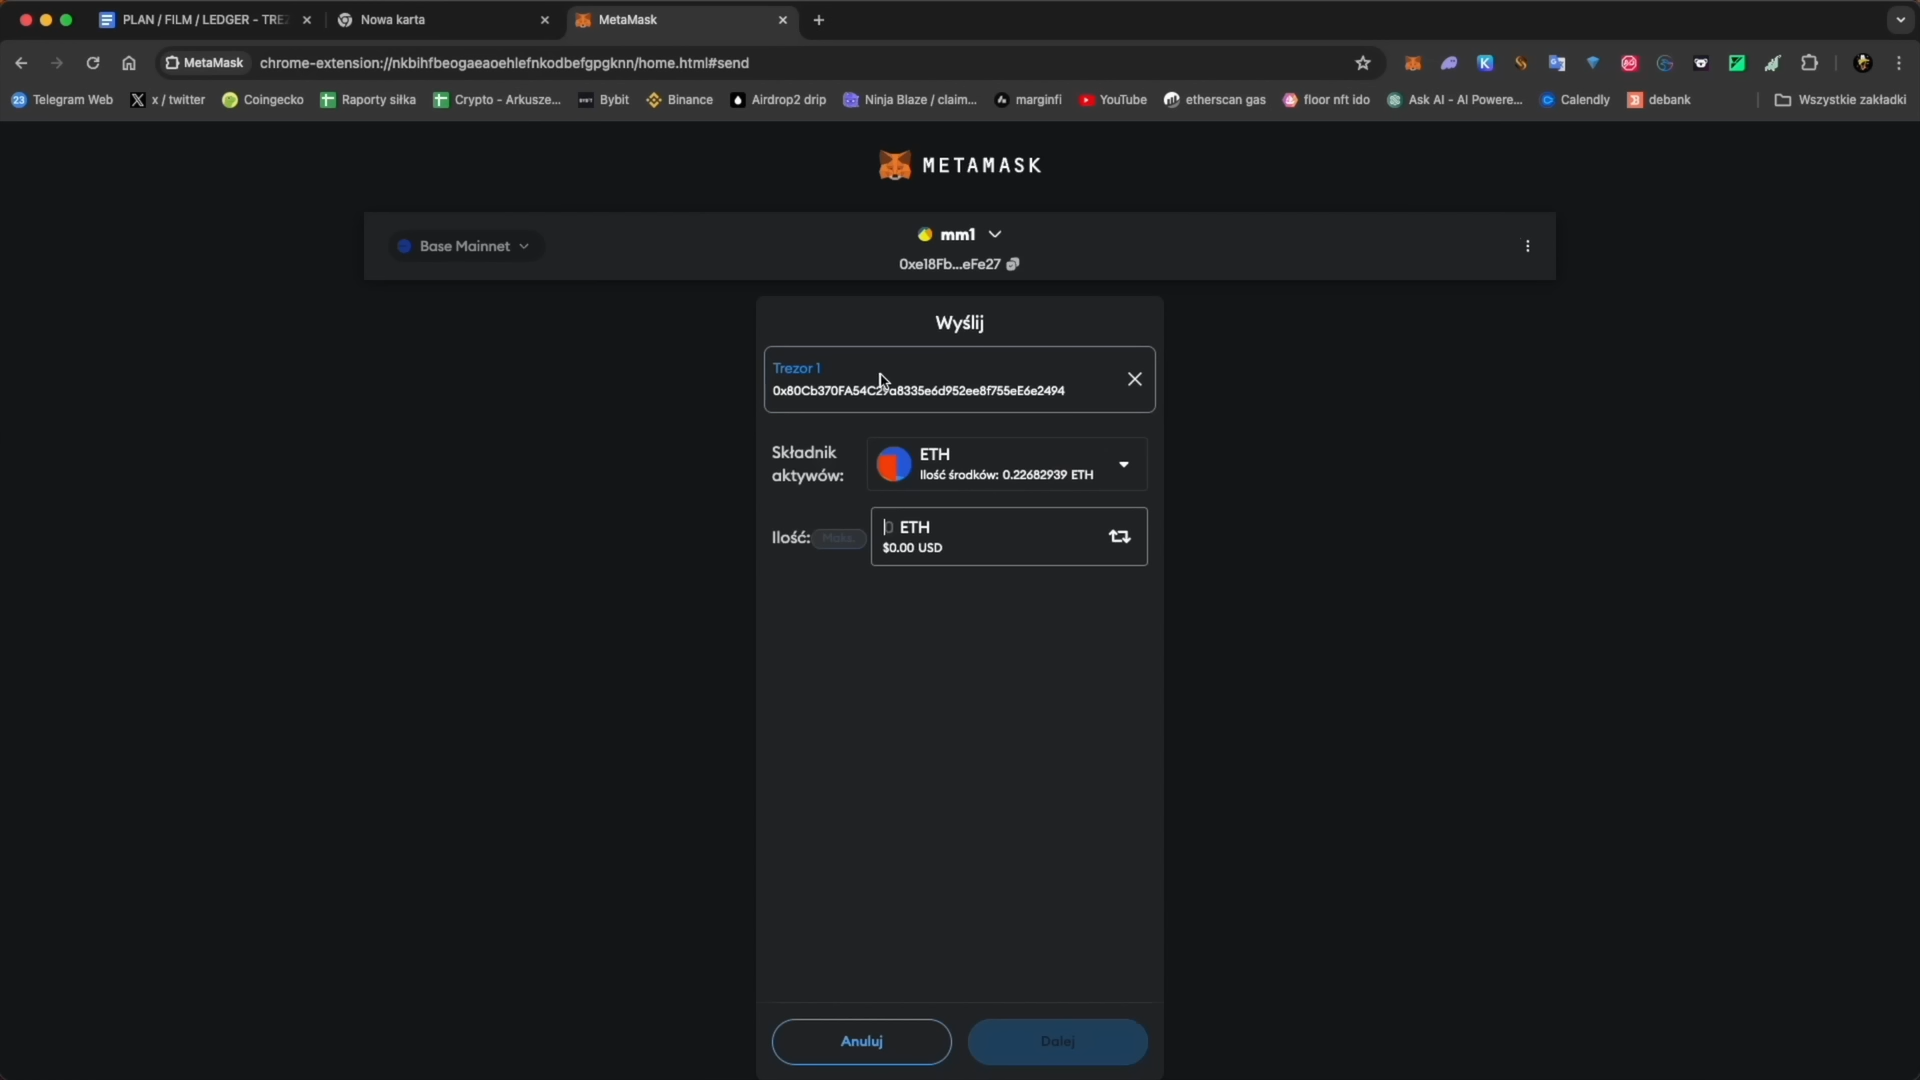 PLAN / FILM / LEDGER - TREZ
Nowa karta
MetaMask
MetaMask
chrome-extension://nkbihfbeogaeaoehlefnkodbefgpgknn/home.html#send
Telegram Web
x / twitter
Coingecko
Raporty siłka
Crypto - Arkusze...
Bybit
Binance
Airdrop2 drip
Ninja Blaze / claim...
marginfi
YouTube
etherscan gas
floor nft ido
Ask AI - AI Powere...
Calendly
debank
Wszystkie zakładki
METAMASK
Base Mainnet
mm1
0xe18Fb...eFe27
Wyślij
Trezor 1
0x80Cb370FA54C29a8335e6d952ee8f755eE6e2494
Składnik
aktywów:
ETH
Ilość środków: 0.22682939 ETH
Ilość:
Maks.
0 ETH
$0.00 USD
Anuluj
Dalej